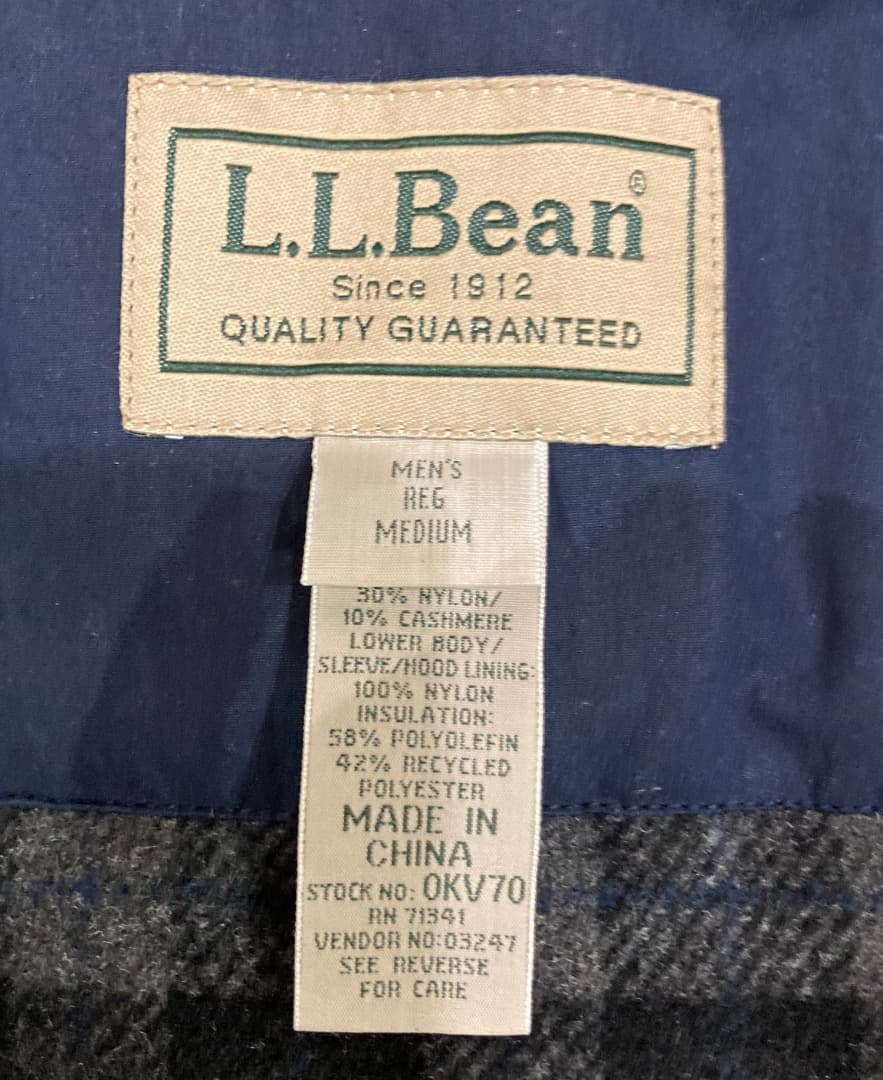 L.L.Bean®
Since 1912
QUALITY GUARANTEED
MEN'S
REG
MEDIUM
30% NYLON/
10% CASHMERE
LOWER BODY/
SLEEVE/HOOD LINING:
100% NYLON
INSULATION:
58% POLYOLEFIN
42% RECYCLED
POLYESTER
MADE IN
CHINA
STOCK NO: 0KV70
RN 71341
VENDOR NO:03247
SEE REVERSE
FOR CARE